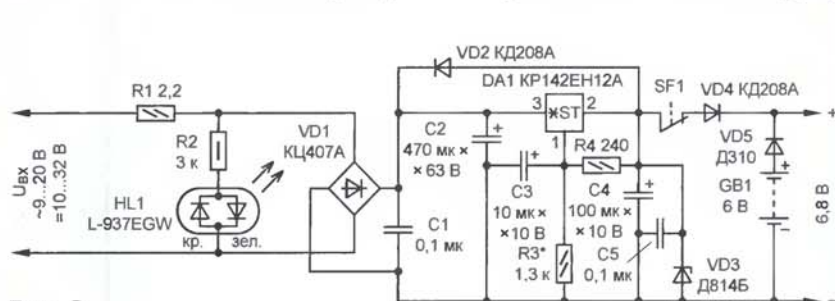 R1 2,2
R2
3 к
HL1
L-937EGW
кр.
зел.
Uвх
~9...20 В
=10...32 В
VD1
КЦ407А
VD2 КД208А
DA1 КР142ЕН12А
3
ST
2
1
C1
0,1 мк
C2
470 мк ×
× 63 В
C3
10 мк ×
×10 В
R3*
1,3 к
R4 240
C4
100 мк ×
×10 В
C5
0,1 мк
VD3
Д814Б
SF1
VD4 КД208А
VD5
Д310
+
GB1
6 В
−
+
6,8 В